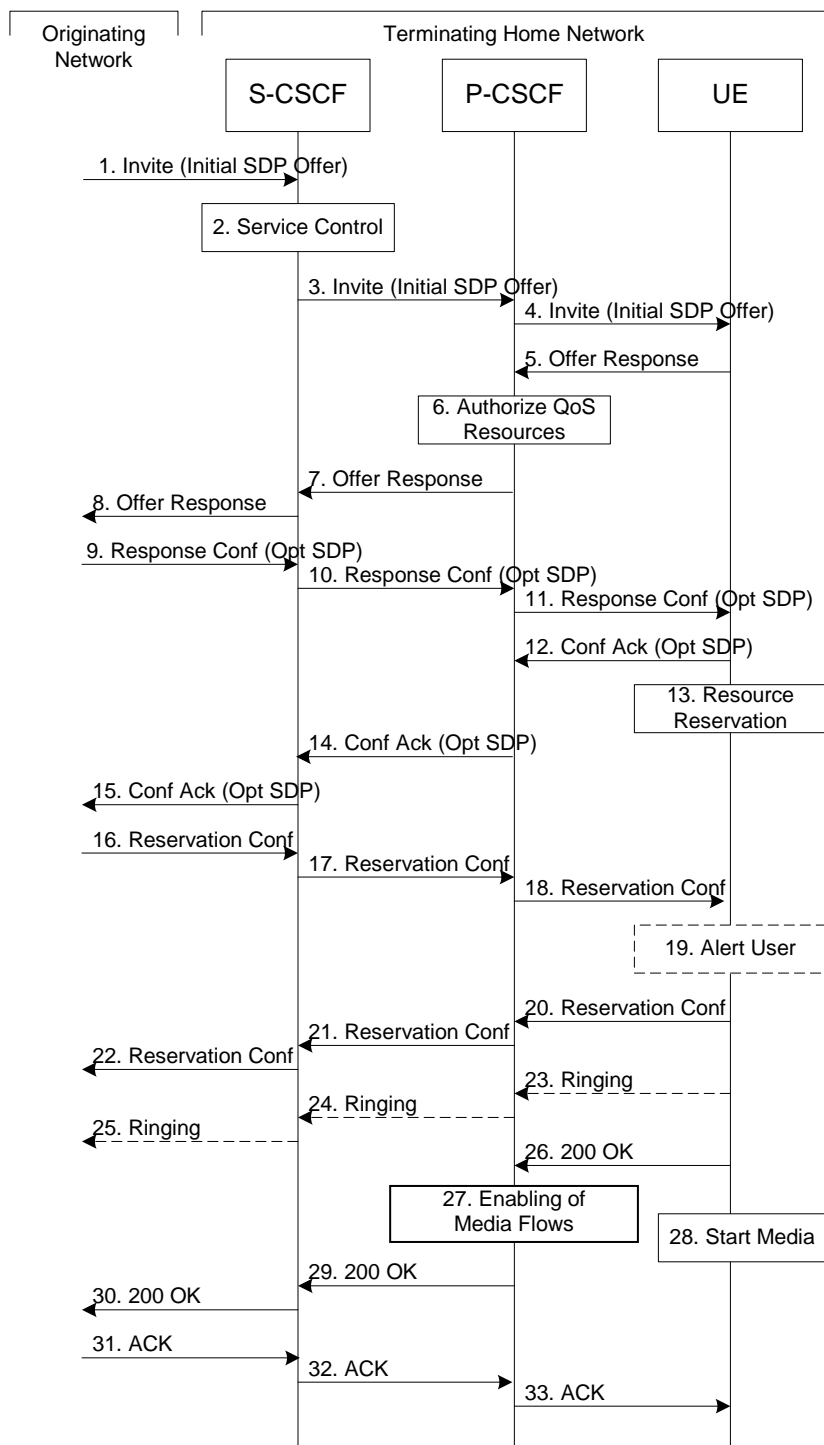 Originating
Network
Terminating Home Network
S-CSCF
P-CSCF
UE
1. Invite (Initial SDP Offer)
2. Service Control
3. Invite (Initial SDP Offer)
4. Invite (Initial SDP Offer)
5. Offer Response
6. Authorize QoS
Resources
7. Offer Response
8. Offer Response
9. Response Conf (Opt SDP)
10. Response Conf (Opt SDP)
11. Response Conf (Opt SDP)
12. Conf Ack (Opt SDP)
13. Resource
Reservation
14. Conf Ack (Opt SDP)
15. Conf Ack (Opt SDP)
16. Reservation Conf
17. Reservation Conf
18. Reservation Conf
19. Alert User
20. Reservation Conf
21. Reservation Conf
22. Reservation Conf
23. Ringing
24. Ringing
25. Ringing
26. 200 OK
27. Enabling of
Media Flows
28. Start Media
29. 200 OK
30. 200 OK
31. ACK
32. ACK
33. ACK